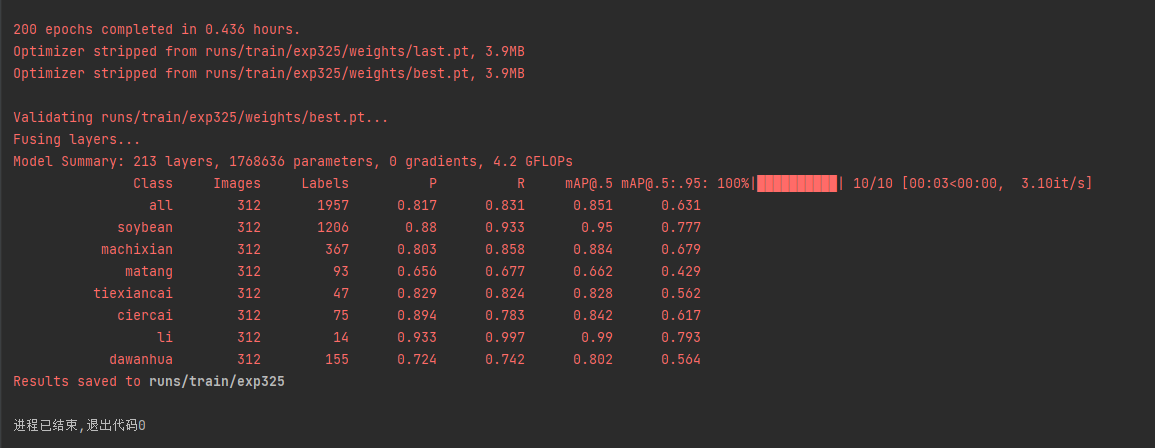 200 epochs completed in 0.436 hours.
Optimizer stripped from runs/train/exp325/weights/last.pt, 3.9MB
Optimizer stripped from runs/train/exp325/weights/best.pt, 3.9MB
Validating runs/train/exp325/weights/best.pt...
Fusing layers...
Model Summary: 213 layers, 1768636 parameters, 0 gradients, 4.2 GFLOPs
Class Images Labels P R mAP@.5 mAP@.5:.95: 100%|██████████| 10/10 [00:03<00:00, 3.10it/s]
all 312 1957 0.817 0.831 0.851 0.631
soybean 312 1206 0.88 0.933 0.95 0.777
machixian 312 367 0.803 0.858 0.884 0.679
matang 312 93 0.656 0.677 0.662 0.429
tiexiancai 312 47 0.829 0.824 0.828 0.562
ciercai 312 75 0.894 0.783 0.842 0.617
li 312 14 0.933 0.997 0.99 0.793
dawanhua 312 155 0.724 0.742 0.802 0.564
Results saved to runs/train/exp325
进程已结束,退出代码0